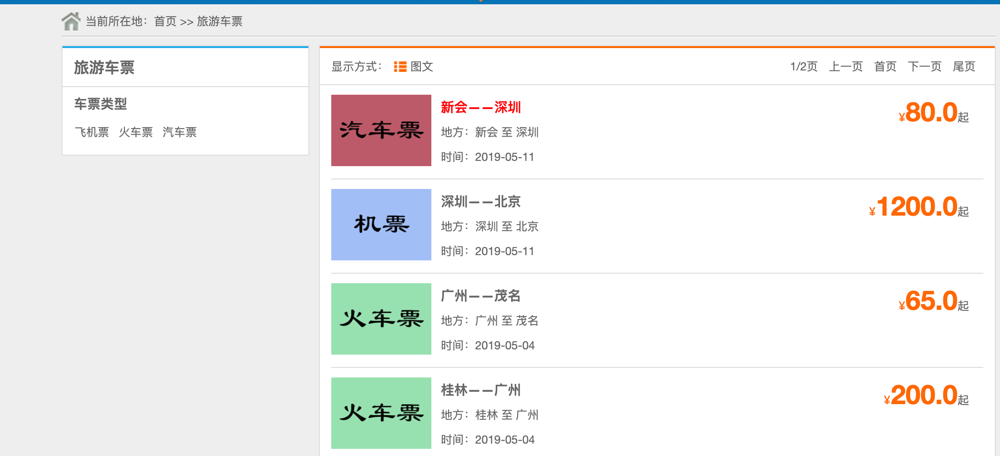 当前所在地：首页 >> 旅游车票
旅游车票
车票类型
飞机票 火车票 汽车票
显示方式： 图文
1/2页 上一页 首页 下一页 尾页
汽车票
新会——深圳
¥80.0起
地方：新会 至 深圳
时间：2019-05-11
机票
深圳——北京
¥1200.0起
地方：深圳 至 北京
时间：2019-05-11
火车票
广州——茂名
¥65.0起
地方：广州 至 茂名
时间：2019-05-04
火车票
桂林——广州
¥200.0起
地方：桂林 至 广州
时间：2019-05-04